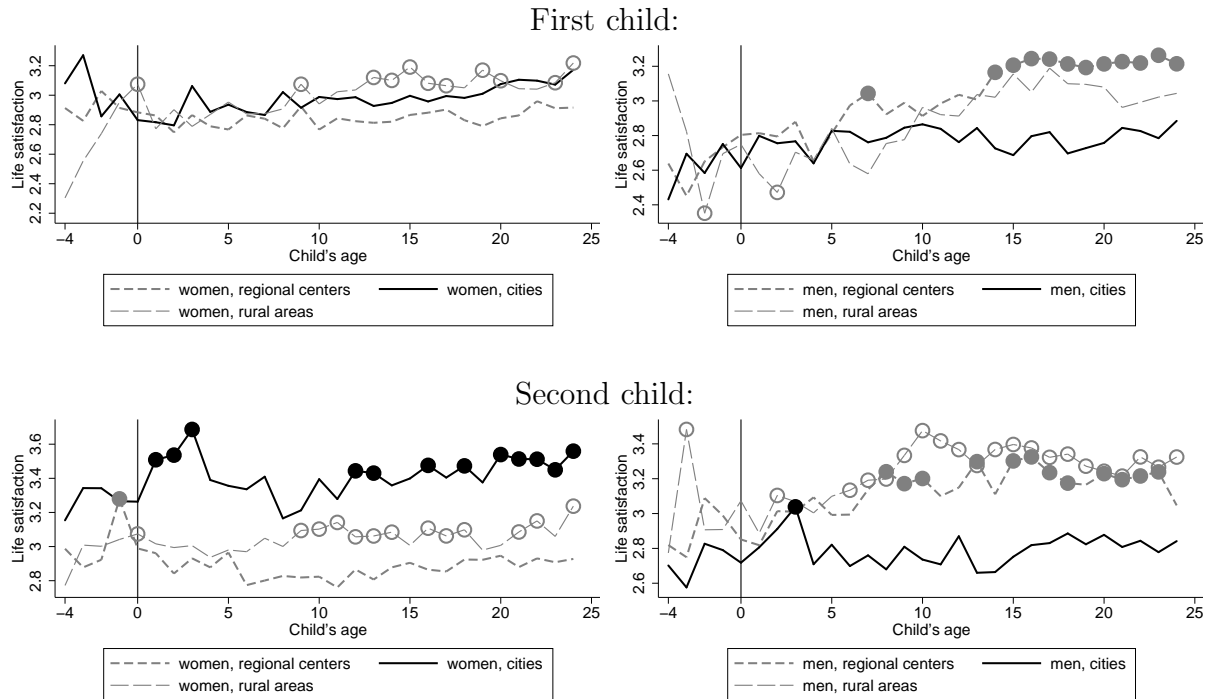 First child:
Life satisfaction
2.2 2.4 2.6 2.8 3 3.2
−4 0 5 10 15 20 25
Child's age
women, regional centers women, cities
women, rural areas
Life satisfaction
2.4 2.6 2.8 3 3.2
−4 0 5 10 15 20 25
Child's age
men, regional centers men, cities
men, rural areas
Second child:
Life satisfaction
2.8 3 3.2 3.4 3.6
−4 0 5 10 15 20 25
Child's age
women, regional centers women, cities
women, rural areas
Life satisfaction
2.6 2.8 3 3.2 3.4
−4 0 5 10 15 20 25
Child's age
men, regional centers men, cities
men, rural areas